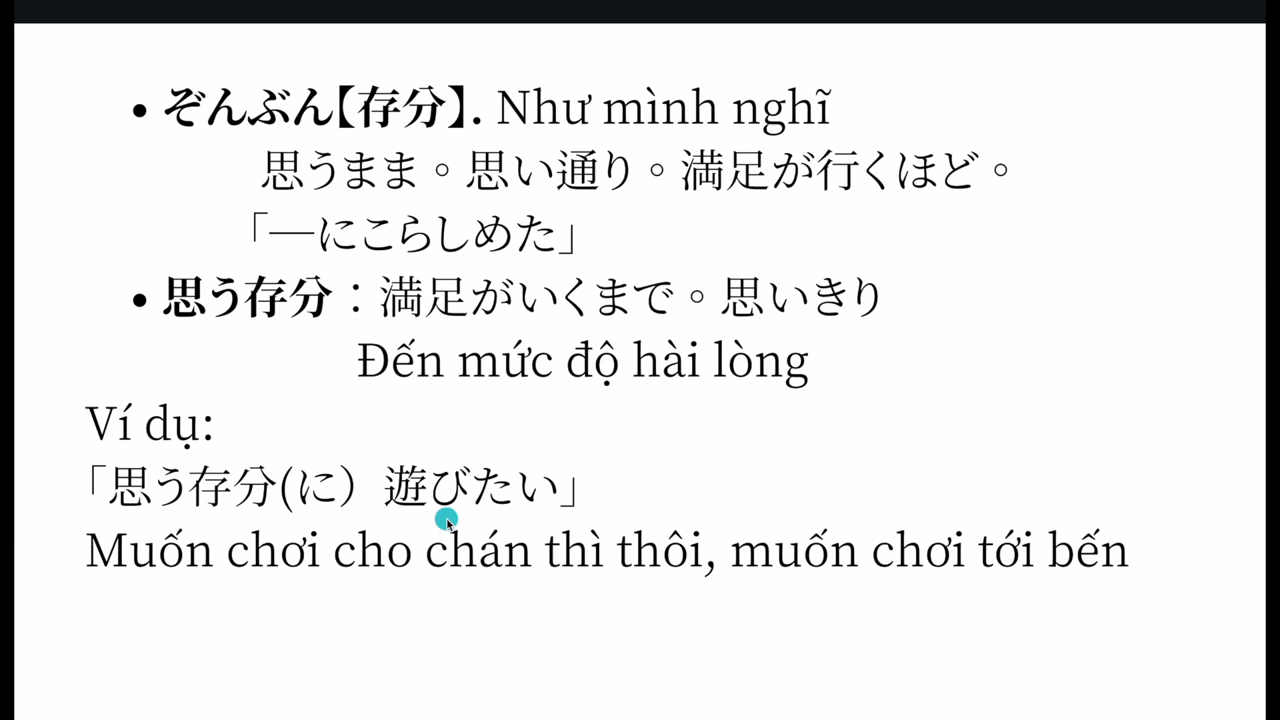 • ぞんぶん【存分】. Như mình nghĩ
思うまま。思い通り。満足が行くほど。
「―にこらしめた」
• 思う存分：満足がいくまで。思いきり
Đến mức độ hài lòng
Ví dụ:
「思う存分(に）遊びたい」
Muốn chơi cho chán thì thôi, muốn chơi tới bến